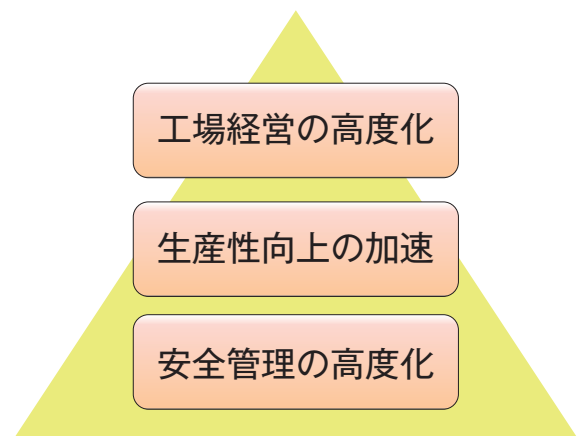 工場経営の高度化
生産性向上の加速
安全管理の高度化